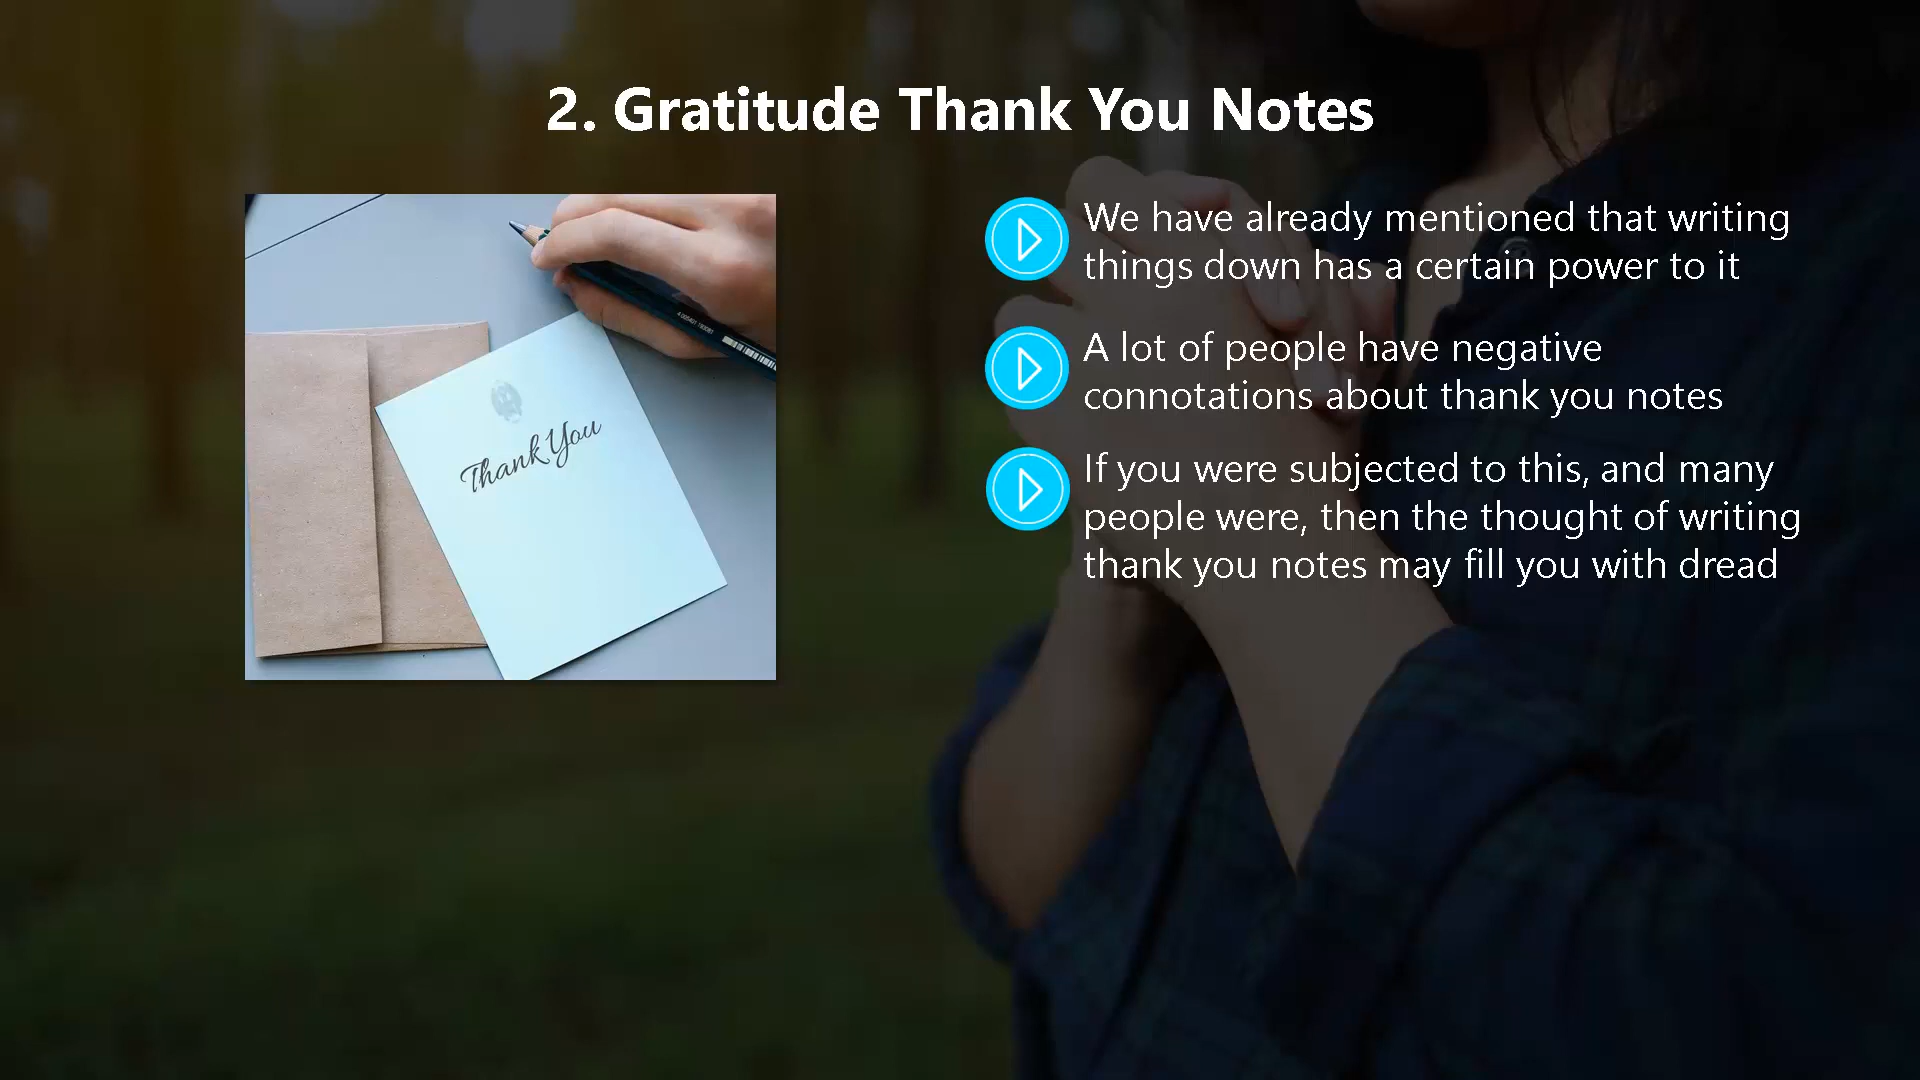 2. Gratitude Thank You Notes
Thank You
We have already mentioned that writing
things down has a certain power to it
A lot of people have negative
connotations about thank you notes
If you were subjected to this, and many
people were, then the thought of writing
thank you notes may fill you with dread